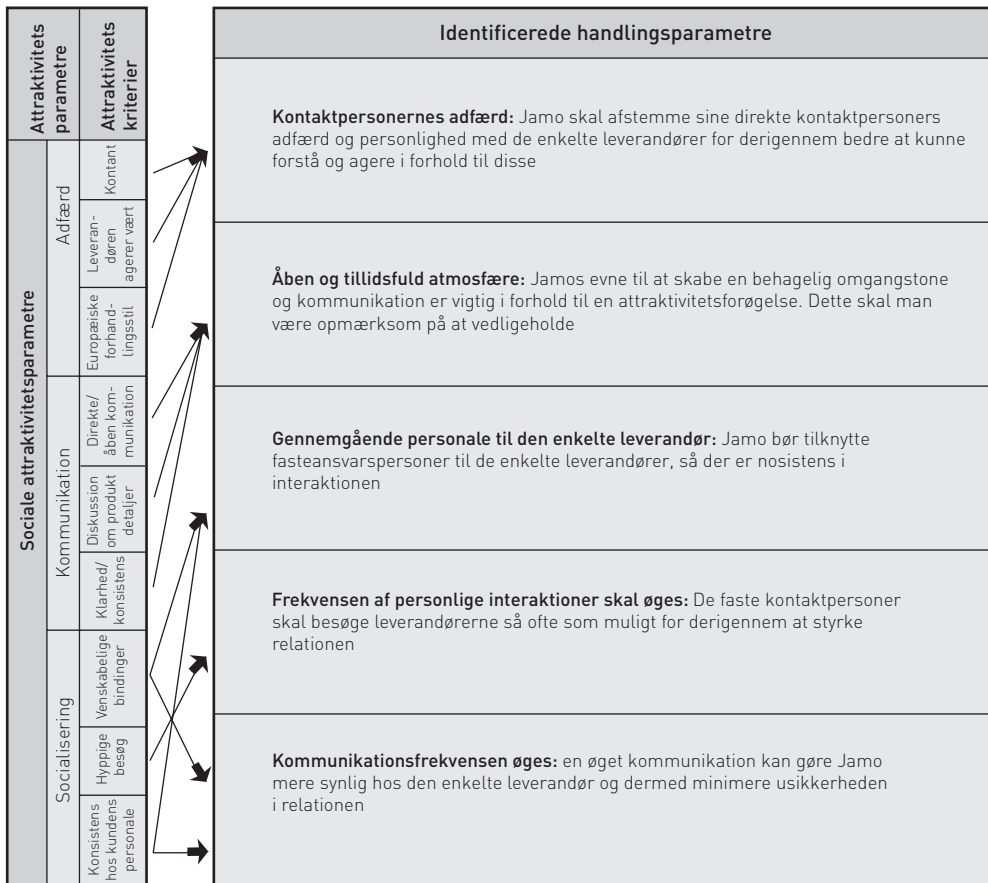 Attraktivitets
parametre
Attraktivitets
kriterier
Identificerede handlingsparametre
Sociale attraktivitetsparametre
Adfærd
Kontant
Leveran-
døren
agerer vært
Europæiske
forhand-
lingsstil
Kommunikation
Direkte/
åben kom-
munikation
Diskussion
om produkt
detaljer
Klarhed/
konsistens
Socialisering
Venskabelige
bindinger
Hyppige
besøg
Konsistens
hos kundens
personale
Kontaktpersonernes adfærd: Jamo skal afstemme sine direkte kontaktpersoners
adfærd og personlighed med de enkelte leverandører for derigennem bedre at kunne
forstå og agere i forhold til disse
Åben og tillidsfuld atmosfære: Jamos evne til at skabe en behagelig omgangstone
og kommunikation er vigtig i forhold til en attraktivitetsforøgelse. Dette skal man
være opmærksom på at vedligeholde
Gennemgående personale til den enkelte leverandør: Jamo bør tilknytte
fasteansvarspersoner til de enkelte leverandører, så der er nosistens i
interaktionen
Frekvensen af personlige interaktioner skal øges: De faste kontaktpersoner
skal besøge leverandørerne så ofte som muligt for derigennem at styrke
relationen
Kommunikationsfrekvensen øges: en øget kommunikation kan gøre Jamo
mere synlig hos den enkelte leverandør og dermed minimere usikkerheden
i relationen